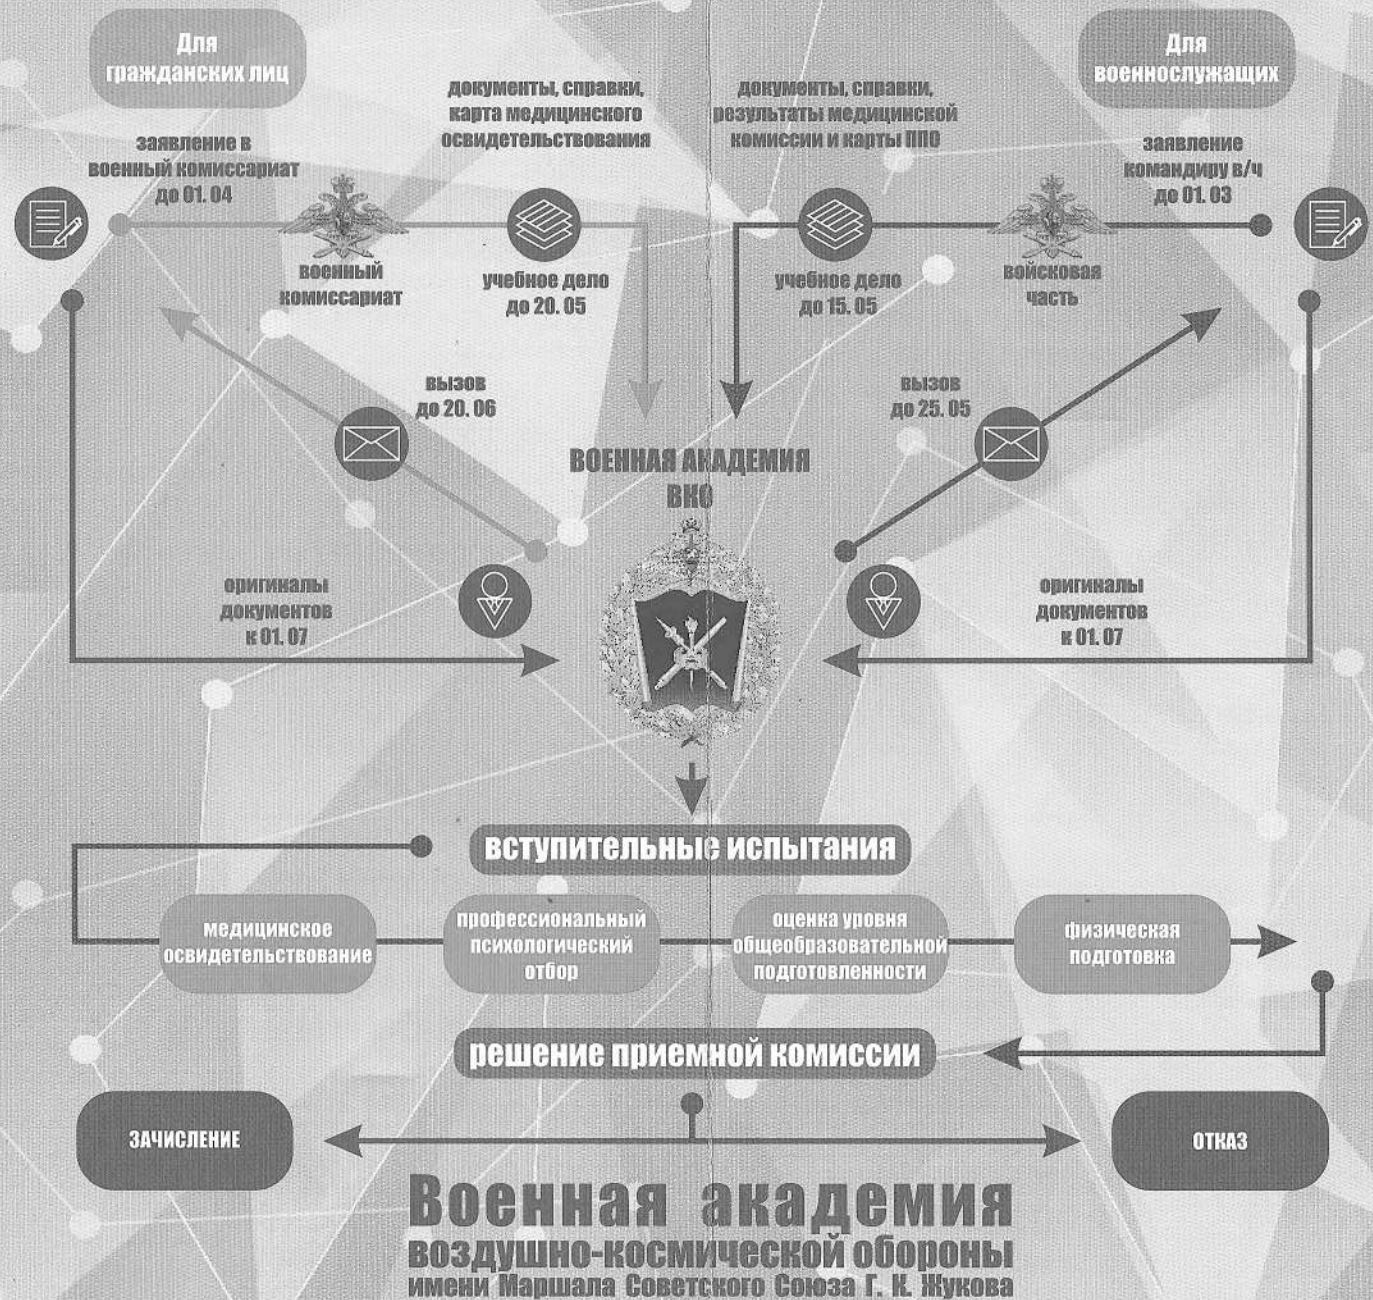 Для
гражданских лиц
заявление в
военный комиссариат
до 01. 04
военный
комиссариат
документы, справки,
карта медицинского
освидетельствования
учебное дело
до 20. 05
Для
военнослужащих
документы, справки,
результаты медицинской
комиссии и карты ППО
учебное дело
до 15. 05
войсковая
часть
заявление
командиру в/ч
до 01. 03
вызов
до 20. 06
вызов
до 25. 05
ВОЕННАЯ АКАДЕМИЯ
ВКО
оригиналы
документов
к 01. 07
оригиналы
документов
к 01. 07
вступительные испытания
медицинское
освидетельствование
профессиональный
психологический
отбор
оценка уровня
общеобразовательной
подготовленности
физическая
подготовка
решение приемной комиссии
ЗАЧИСЛЕНИЕ
ОТКАЗ
Военная академия
воздушно-космической обороны
имени Маршала Советского Союза Г. К. Жукова